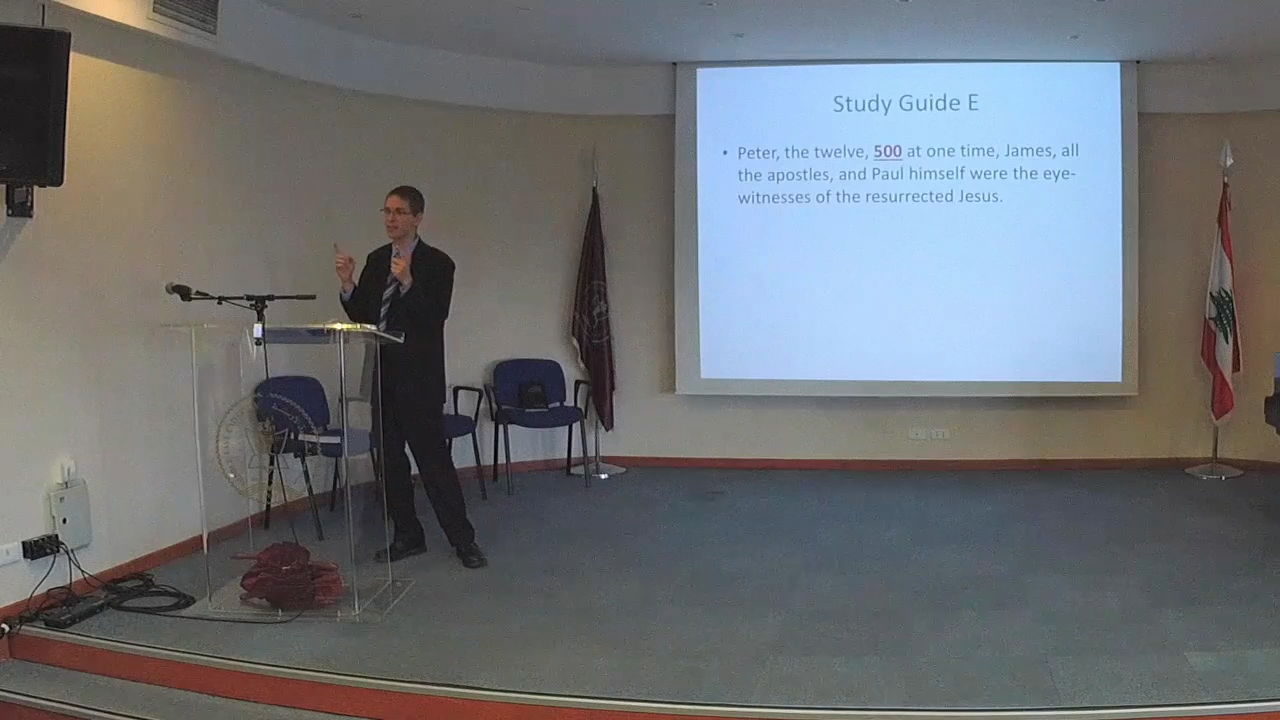 Study Guide E
• Peter, the twelve, 500 at one time, James, all
the apostles, and Paul himself were the eye-
witnesses of the resurrected Jesus.